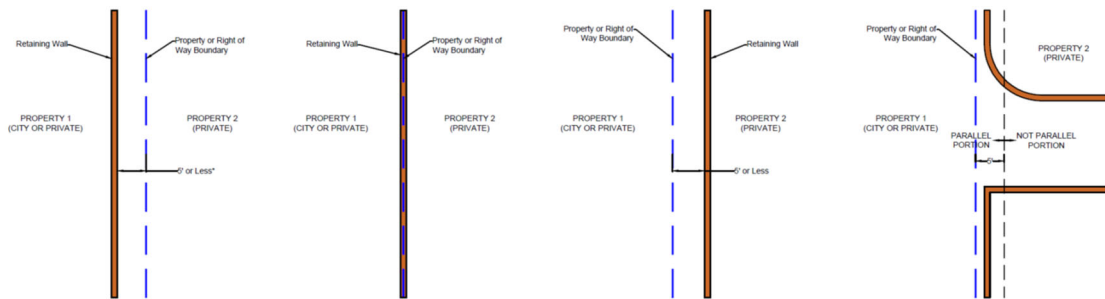 Retaining Wall
Property or Right of
Way Boundary
PROPERTY 1
(CITY OR PRIVATE)
PROPERTY 2
(PRIVATE)
5' or Less*
Retaining Wall
Property or Right of
Way Boundary
PROPERTY 1
(CITY OR PRIVATE)
PROPERTY 2
(PRIVATE)
Property or Right of
Way Boundary
Retaining Wall
PROPERTY 1
(CITY OR PRIVATE)
PROPERTY 2
(PRIVATE)
5' or Less
Property or Right of
Way Boundary
PROPERTY 2
(PRIVATE)
PROPERTY 1
(CITY OR PRIVATE)
PARALLEL
PORTION
NOT PARALLEL
PORTION
5'